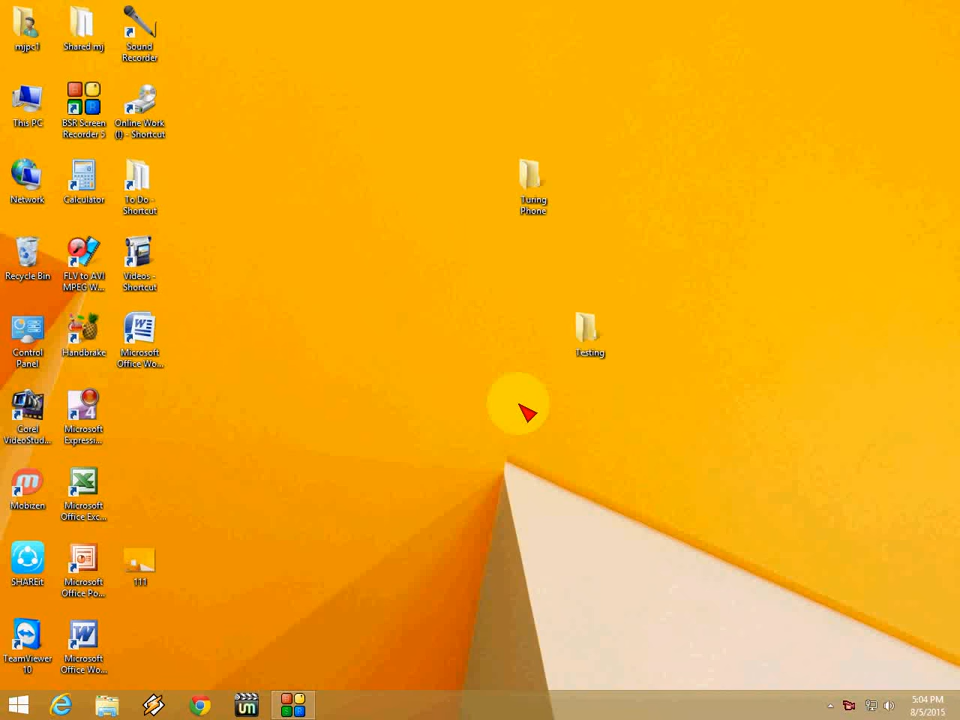 mjpc1
Shared mj
Sound
Recorder
This PC
BSR Screen
Recorder 5
Online Work
(I) - Shortcut
Network
Calculator
To Do -
Shortcut
Turing
Phone
Recycle Bin
FLV to AVI
MPEG W...
Videos -
Shortcut
Control
Panel
Handbrake
Microsoft
Office Wo...
Testing
Corel
VideoStud...
Microsoft
Expressi...
4
Mobizen
Microsoft
Office Exc...
SHAREit
Microsoft
Office Po...
111
TeamViewer
10
Microsoft
Office Wo...
um
5:04 PM
8/5/2015